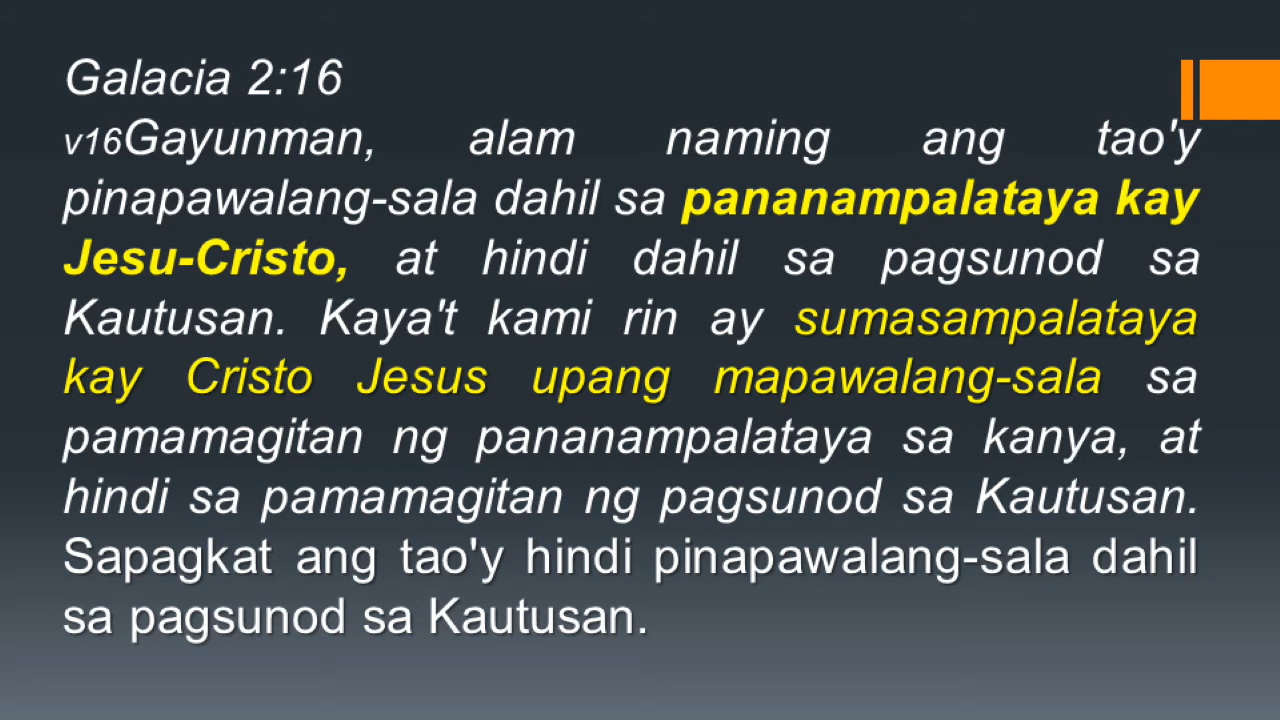 Galacia 2:16
v16Gayunman, alam naming ang tao'y
pinapawalang-sala dahil sa pananampalataya kay
Jesu-Cristo, at hindi dahil sa pagsunod sa
Kautusan. Kaya't kami rin ay sumasampalataya
kay Cristo Jesus upang mapawalang-sala sa
pamamagitan ng pananampalataya sa kanya, at
hindi sa pamamagitan ng pagsunod sa Kautusan.
Sapagkat ang tao'y hindi pinapawalang-sala dahil
sa pagsunod sa Kautusan.